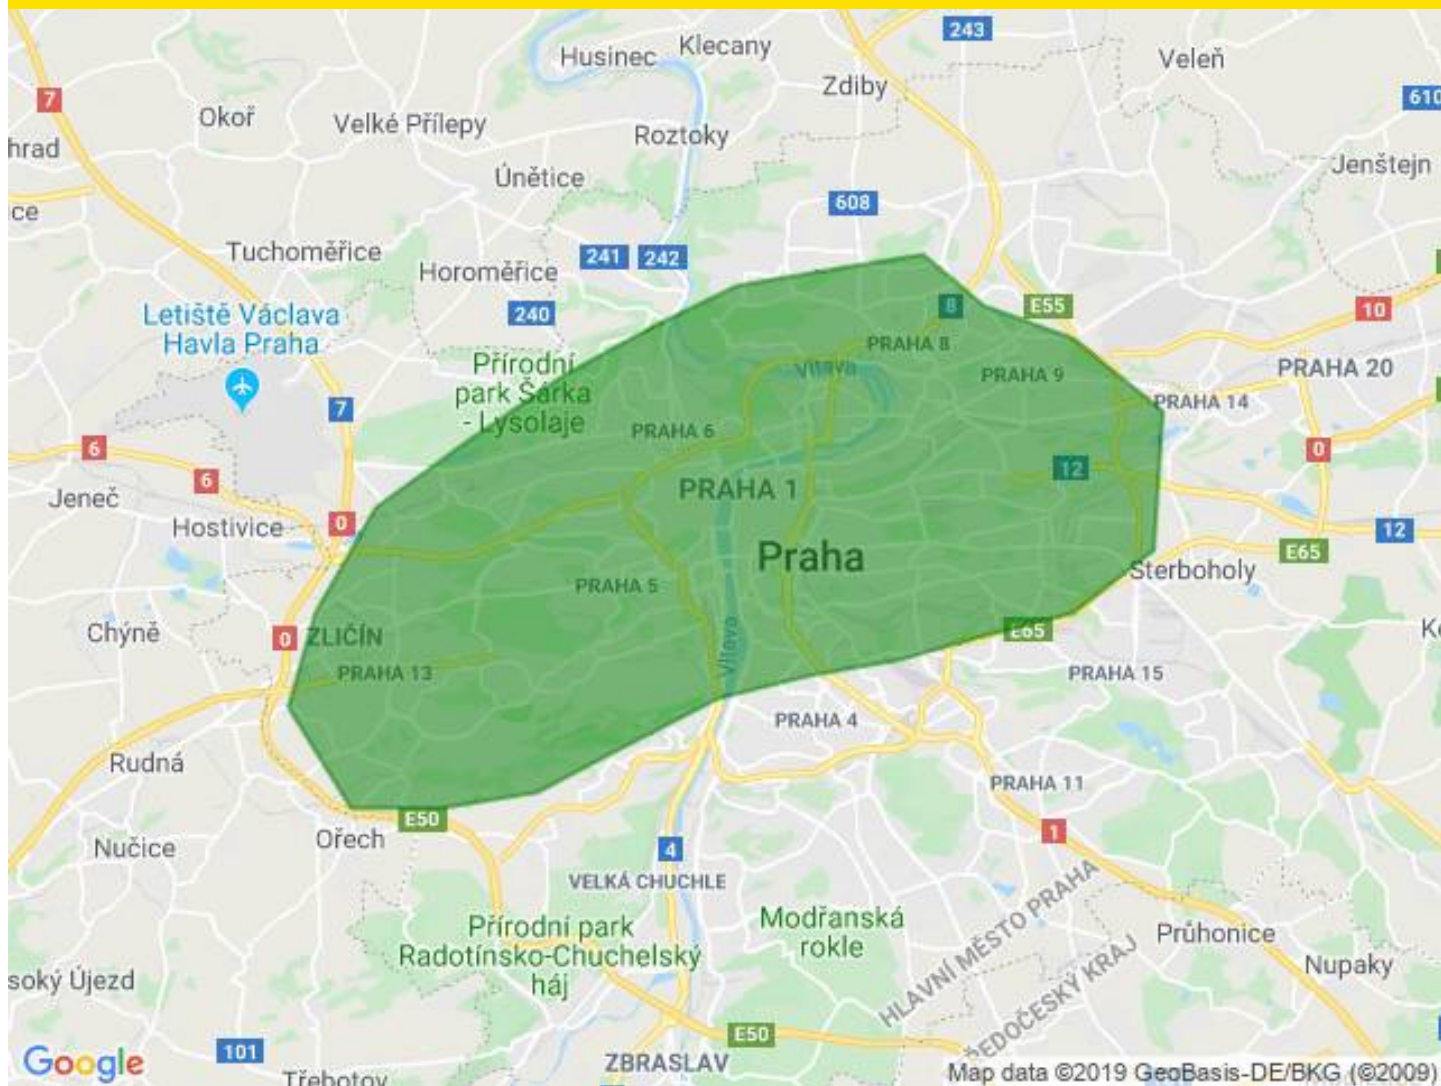 243
Klecany
Husinec
Veleň
Zdiby
7
610
Okoř
Velké Přílepy
Roztoky
hrad
Jenštejn
Únětice
ce
608
Tuchoměřice
241
242
Horoměřice
Letiště Václava
Havla Praha
240
8
E55
10
PRAHA 8
Vltava
Přírodní
park Šárka
- Lysolaje
PRAHA 9
PRAHA 20
7
PRAHA 14
PRAHA 6
6
0
12
6
PRAHA 1
Jeneč
Hostivice
0
12
Praha
E65
Sterboholy
PRAHA 5
Chýně
0
ZLIČÍN
E65
Vltava
PRAHA 13
PRAHA 15
PRAHA 4
Rudná
PRAHA 11
E50
Ořech
1
Nučice
4
VELKÁ CHUCHLE
Přírodní park
Radotínsko-Chuchelský
háj
Modřanská
rokle
HLAVNÍ MĚSTO PRAHA
Průhonice
Nupaky
soký Újezd
ŘEDOČESKÝ KRAJ
E50
101
Google
ZBRASLAV
Třebotov
Map data ©2019 GeoBasis-DE/BKG (©2009)